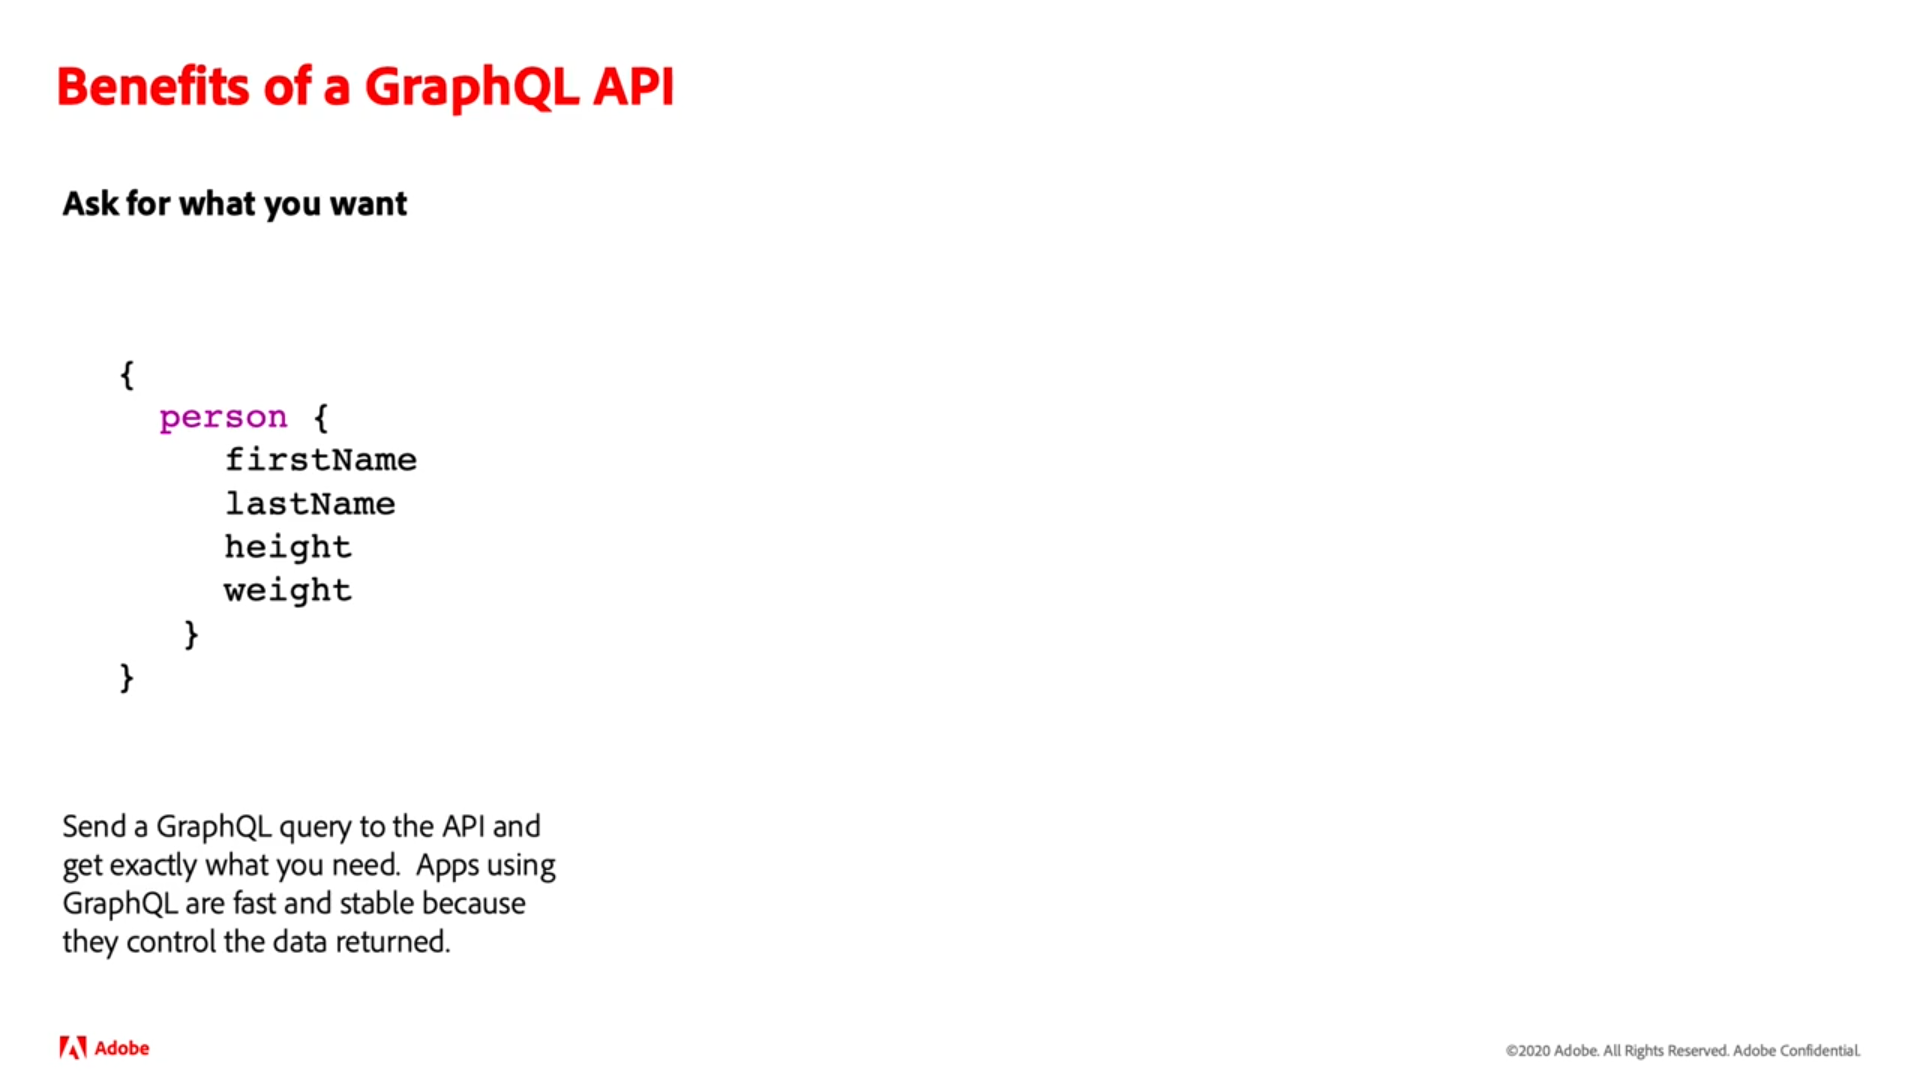 Benefits of a GraphQL API
Ask for what you want
{
person {
firstName
lastName
height
weight
}
}
Send a GraphQL query to the API and
get exactly what you need.  Apps using
GraphQL are fast and stable because
they control the data returned.
Adobe
©2020 Adobe. All Rights Reserved. Adobe Confidential.